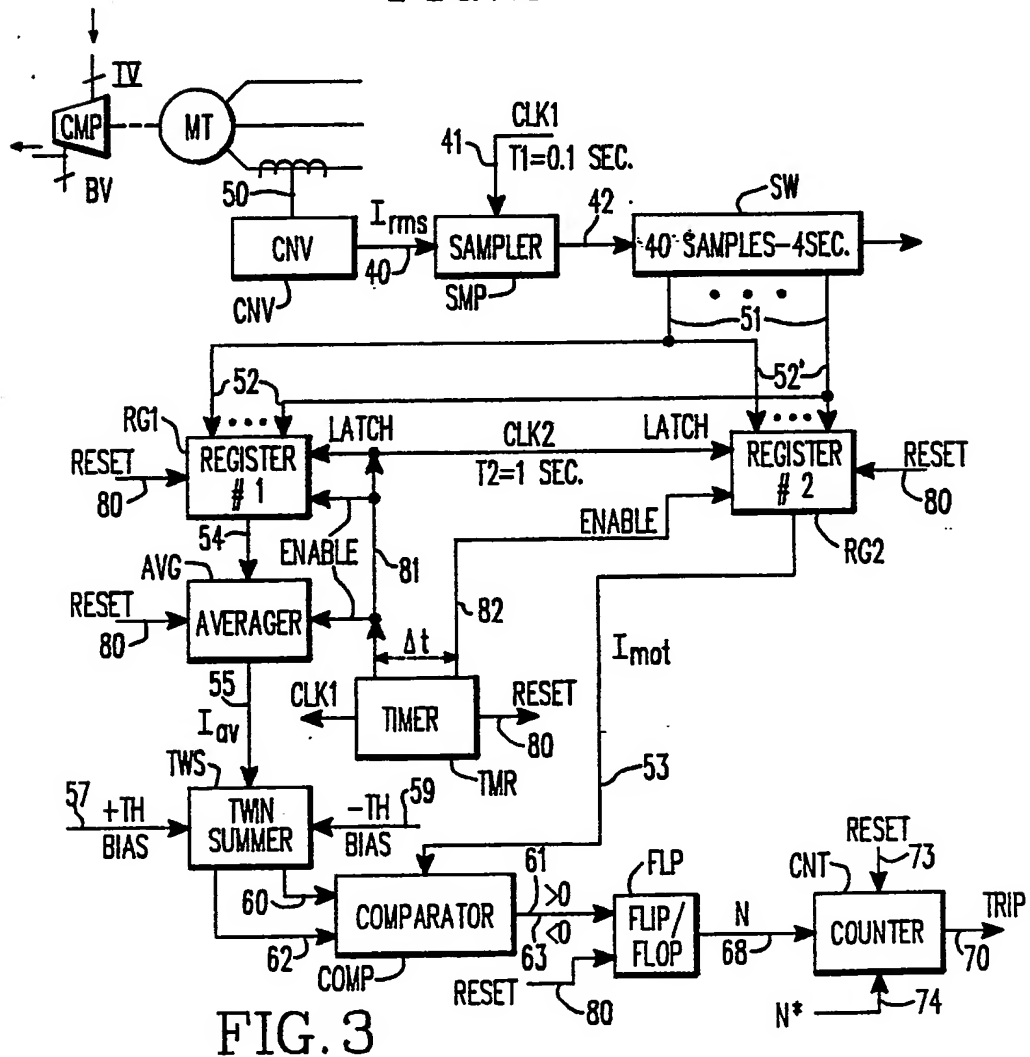 IV
CMP
MT
BV
CLK1
41
T1=0.1 SEC.
50
Irms
42
SW
CNV
40
SAMPLER
40 SAMPLES-4SEC.
CNV
SMP
51
52
52'
RG1
LATCH
CLK2
LATCH
RESET
80
REGISTER
# 1
T2=1 SEC.
REGISTER
# 2
RESET
80
54
ENABLE
ENABLE
RG2
AVG
81
RESET
80
AVERAGER
82
Δt
Imot
55
CLK1
TIMER
RESET
80
Iav
TWS
TMR
53
57
+TH
BIAS
TWIN
SUMMER
-TH
BIAS
59
60
61
>0
FLP
RESET
73
CNT
COMPARATOR
63
<0
FLIP/
FLOP
N
68
COUNTER
TRIP
70
62
COMP
RESET
80
N*
74
FIG. 3